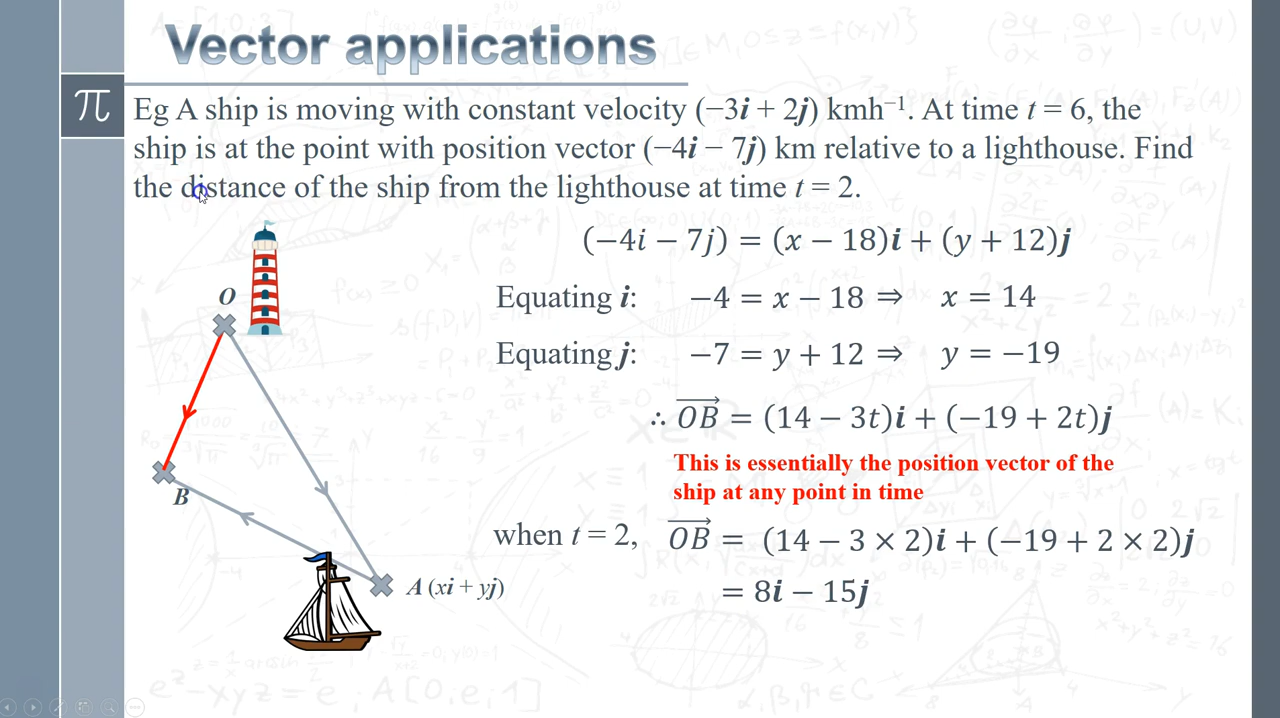 Vector applications
π
Eg A ship is moving with constant velocity (−3i + 2j) kmh⁻¹. At time t = 6, the
ship is at the point with position vector (−4i − 7j) km relative to a lighthouse. Find
the distance of the ship from the lighthouse at time t = 2.
(−4i − 7j) = (x − 18)i + (y + 12)j
Equating i: −4 = x − 18 ⇒ x = 14
Equating j: −7 = y + 12 ⇒ y = −19
∴ \overrightarrow{OB} = (14 − 3t)i + (−19 + 2t)j
This is essentially the position vector of the
ship at any point in time
when t = 2, \overrightarrow{OB} = (14 − 3 × 2)i + (−19 + 2 × 2)j
= 8i − 15j
O
B
A (xi + yj)